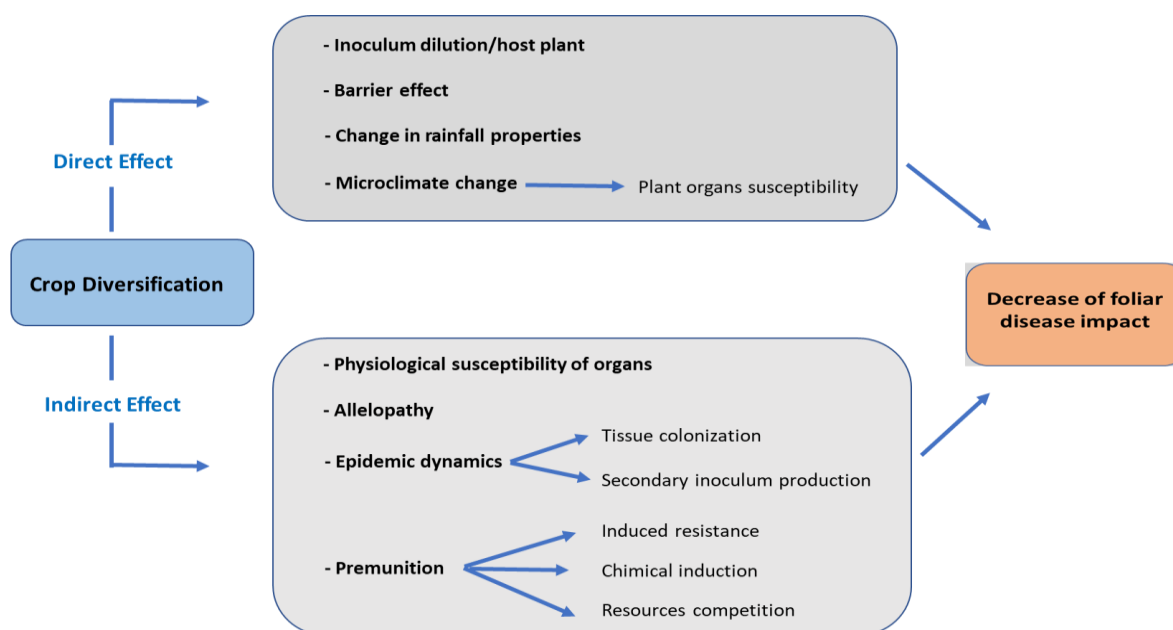 - Inoculum dilution/host plant
- Barrier effect
- Change in rainfall properties
- Microclimate change
Plant organs susceptibility
Direct Effect
Crop Diversification
Indirect Effect
- Physiological susceptibility of organs
- Allelopathy
- Epidemic dynamics
Tissue colonization
Secondary inoculum production
- Premunition
Induced resistance
Chimical induction
Resources competition
Decrease of foliar
disease impact